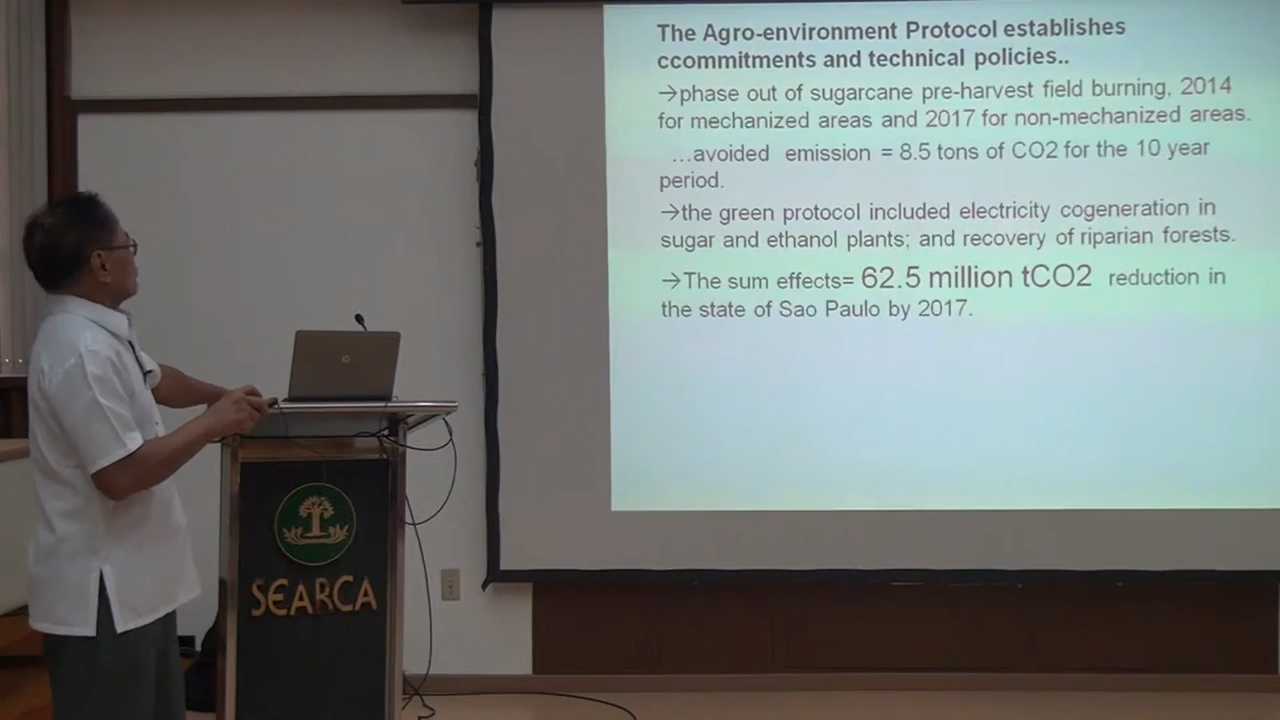 The Agro-environment Protocol establishes
ccommitments and technical policies..
→phase out of sugarcane pre-harvest field burning, 2014
for mechanized areas and 2017 for non-mechanized areas.
...avoided emission = 8.5 tons of CO2 for the 10 year
period.
→the green protocol included electricity cogeneration in
sugar and ethanol plants; and recovery of riparian forests.
→The sum effects= 62.5 million tCO2 reduction in
the state of Sao Paulo by 2017.
hp
SEARCA